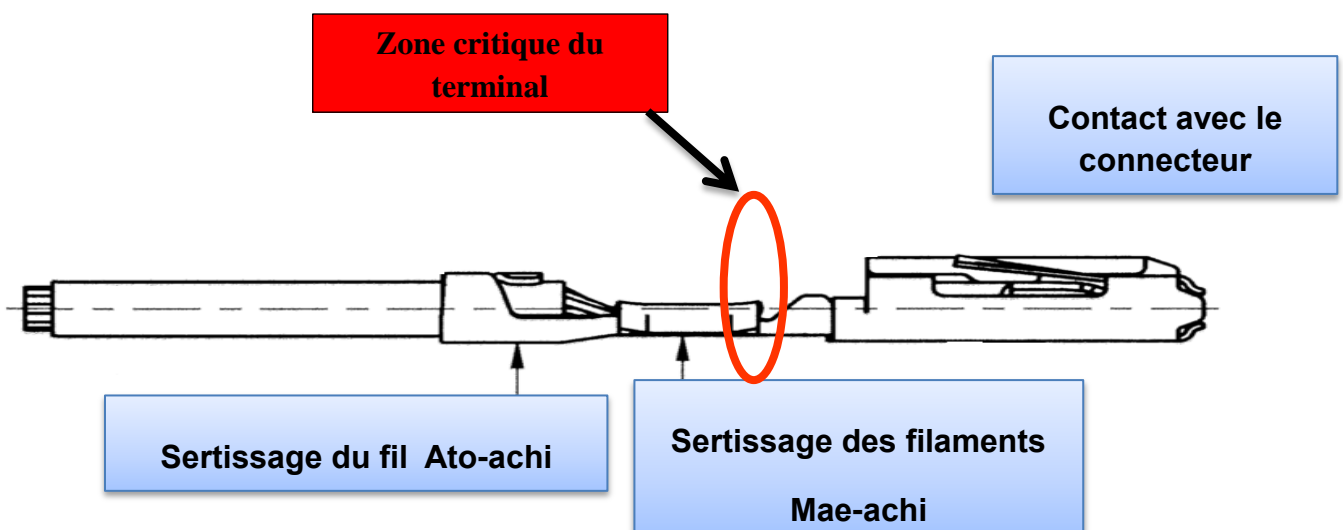 Zone critique du
terminal
Contact avec le
connecteur
Sertissage du fil  Ato-achi
Sertissage des filaments
Mae-achi